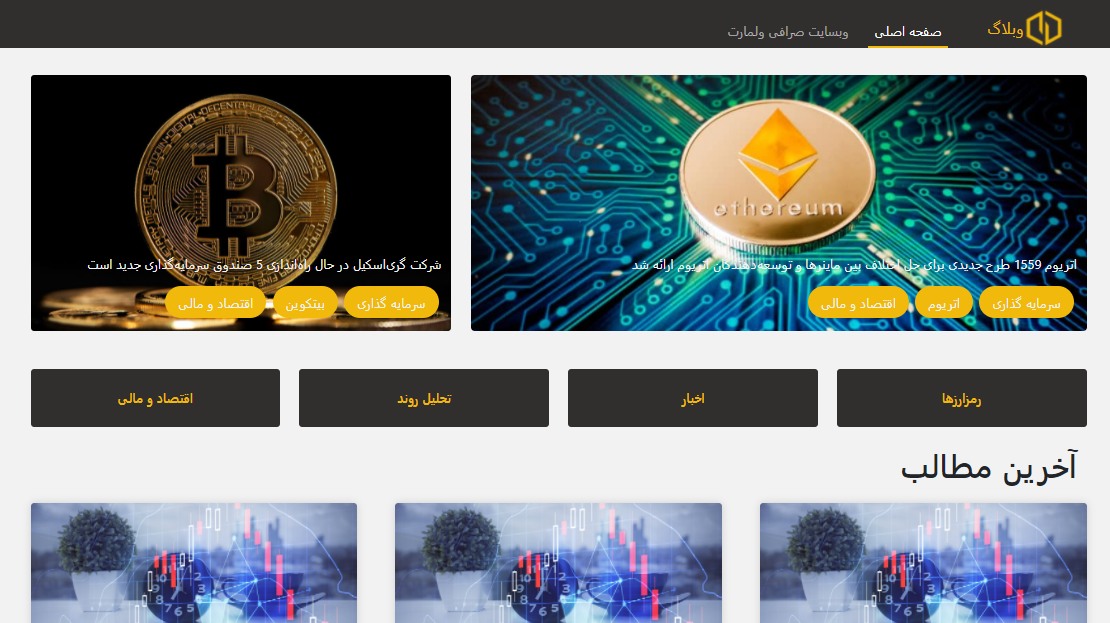 وبلاگ
صفحه اصلی
وبسایت صرافی ولمارت
ethereum
اتریوم 1559 طرح جدیدی برای حل اختلاف بین ماینرها و توسعه‌دهندگان اتریوم ارائه شد
سرمایه گذاری
اتریوم
اقتصاد و مالی
شرکت گری‌اسکیل در حال راه‌اندازی 5 صندوق سرمایه‌گذاری جدید است
سرمایه گذاری
بیتکوین
اقتصاد و مالی
رمزارزها
اخبار
تحلیل روند
اقتصاد و مالی
آخرین مطالب